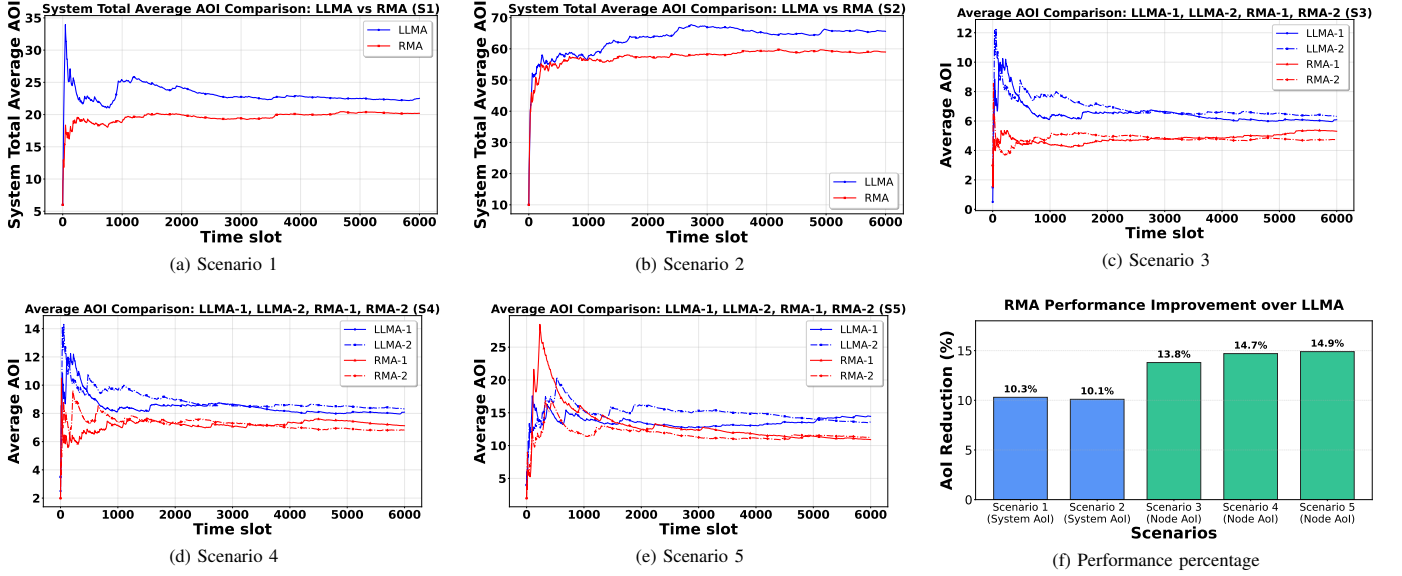 System Total Average AOI Comparison: LLMA vs RMA (S1)
System Total Average AOI
35
30
25
20
15
10
5
LLMA
RMA
0 1000 2000 3000 4000 5000 6000
Time slot
(a) Scenario 1
System Total Average AOI Comparison: LLMA vs RMA (S2)
System Total Average AOI
70
60
50
40
30
20
10
LLMA
RMA
0 1000 2000 3000 4000 5000 6000
Time slot
(b) Scenario 2
Average AOI Comparison: LLMA-1, LLMA-2, RMA-1, RMA-2 (S3)
Average AOI
12
10
8
6
4
2
0
LLMA-1
LLMA-2
RMA-1
RMA-2
0 1000 2000 3000 4000 5000 6000
Time slot
(c) Scenario 3
Average AOI Comparison: LLMA-1, LLMA-2, RMA-1, RMA-2 (S4)
Average AOI
14
12
10
8
6
4
2
LLMA-1
LLMA-2
RMA-1
RMA-2
0 1000 2000 3000 4000 5000 6000
Time slot
(d) Scenario 4
Average AOI Comparison: LLMA-1, LLMA-2, RMA-1, RMA-2 (S5)
Average AOI
25
20
15
10
5
LLMA-1
LLMA-2
RMA-1
RMA-2
0 1000 2000 3000 4000 5000 6000
Time slot
(e) Scenario 5
RMA Performance Improvement over LLMA
AoI Reduction (%)
15
10
5
0
10.3%
10.1%
13.8%
14.7%
14.9%
Scenario 1 Scenario 2 Scenario 3 Scenario 4 Scenario 5
(System AoI) (System AoI) (Node AoI) (Node AoI) (Node AoI)
Scenarios
(f) Performance percentage